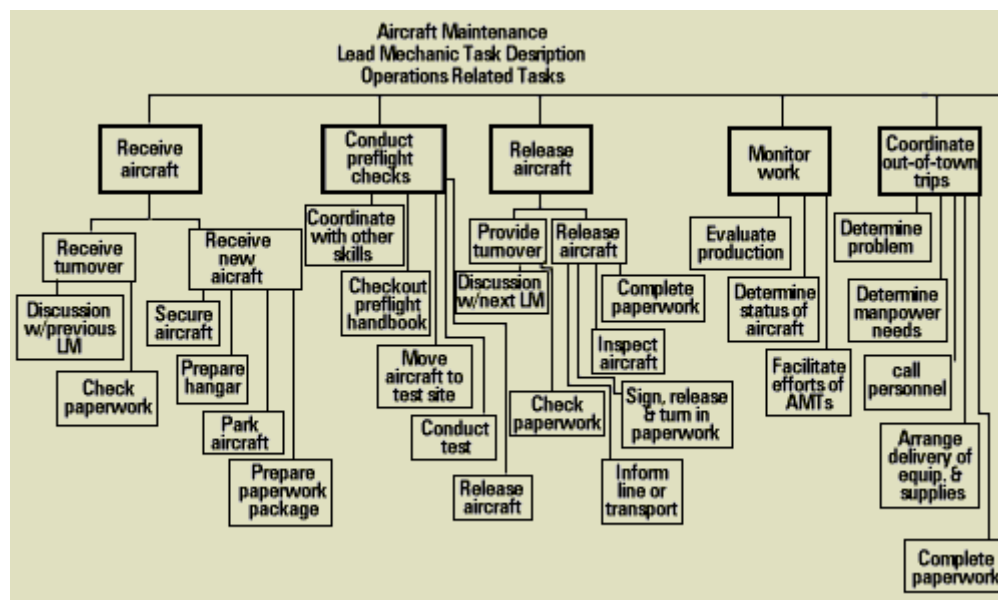 Aircraft Maintenance
Lead Mechanic Task Desription
Operations Related Tasks
Receive
aircraft
Conduct
preflight
checks
Release
aircraft
Monitor
work
Coordinate
out-of-town
trips
Receive
turnover
Receive
new
aicraft
Discussion
w/previous
LM
Check
paperwork
Secure
aircraft
Prepare
hangar
Park
aircraft
Prepare
paperwork
package
Coordinate
with other
skills
Checkout
preflight
handbook
Move
aircraft to
test site
Conduct
test
Release
aircraft
Provide
turnover
Release
aircraft
Discussion
w/next LM
Check
paperwork
Complete
paperwork
Inspect
aircraft
Sign, release
& turn in
paperwork
Inform
line or
transport
Evaluate
production
Determine
status of
aircraft
Facilitate
efforts of
AMTs
Determine
problem
Determine
manpower
needs
call
personnel
Arrange
delivery of
equip. &
supplies
Complete
paperwork